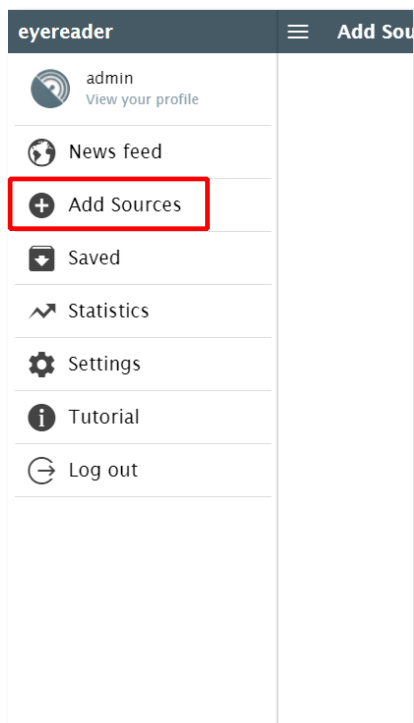 eyereader
Add Sou
admin
View your profile
News feed
Add Sources
Saved
Statistics
Settings
Tutorial
Log out